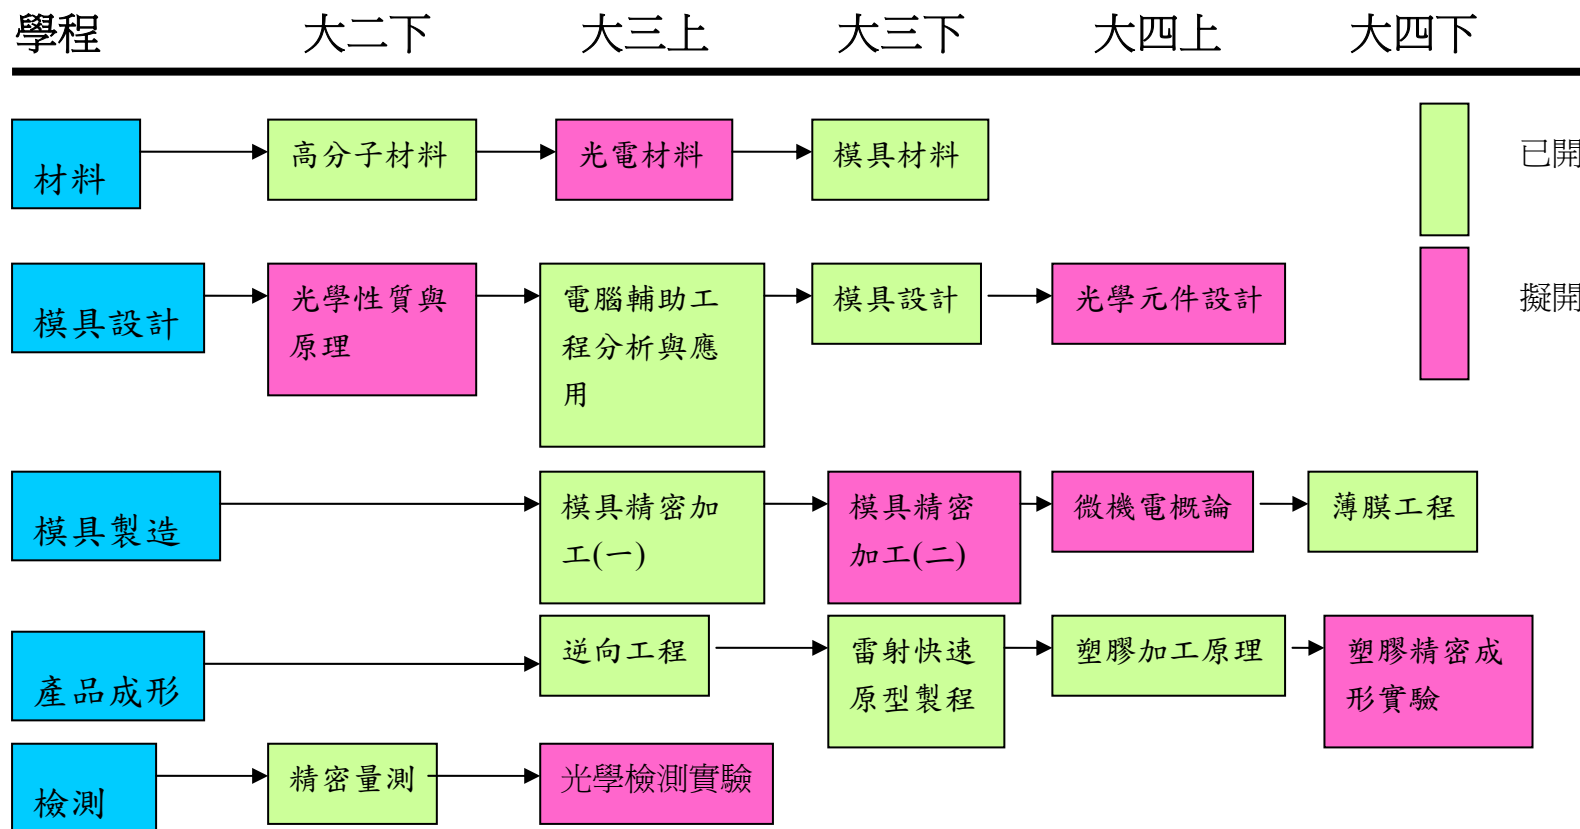 學程 大二下 大三上 大三下 大四上 大四下
材料 高分子材料 光電材料 模具材料
已開
模具設計 光學性質與 電腦輔助工 模具設計 光學元件設計
原理 程分析與應
用
擬開
模具製造 模具精密加 模具精密 微機電概論 薄膜工程
工(一) 加工(二)
產品成形 逆向工程 雷射快速 塑膠加工原理 塑膠精密成
原型製程 形實驗
檢測 精密量測 光學檢測實驗